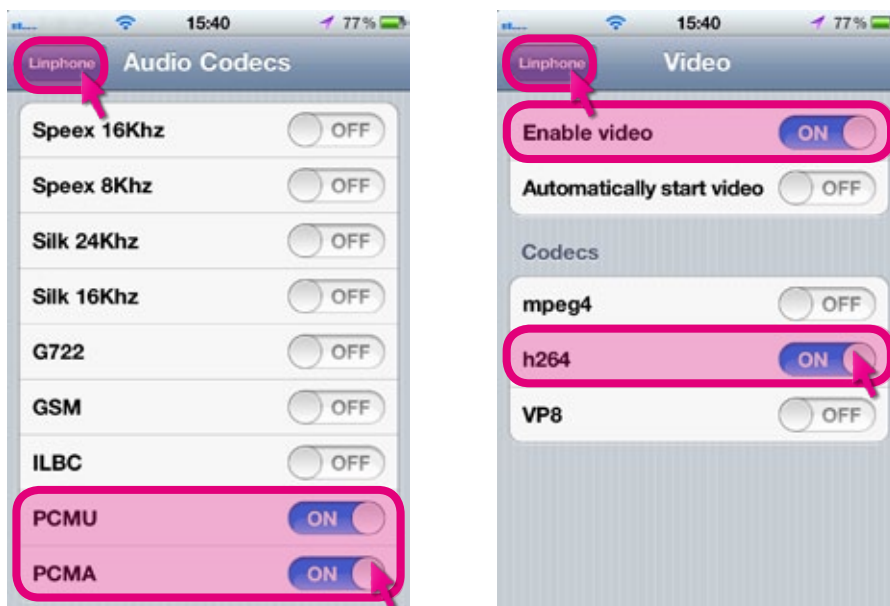 15:40
77%
Linphone
Audio Codecs
Speex 16Khz
OFF
Speex 8Khz
OFF
Silk 24Khz
OFF
Silk 16Khz
OFF
G722
OFF
GSM
OFF
ILBC
OFF
PCMU
ON
PCMA
ON
15:40
77%
Linphone
Video
Enable video
ON
Automatically start video
OFF
Codecs
mpeg4
OFF
h264
ON
VP8
OFF